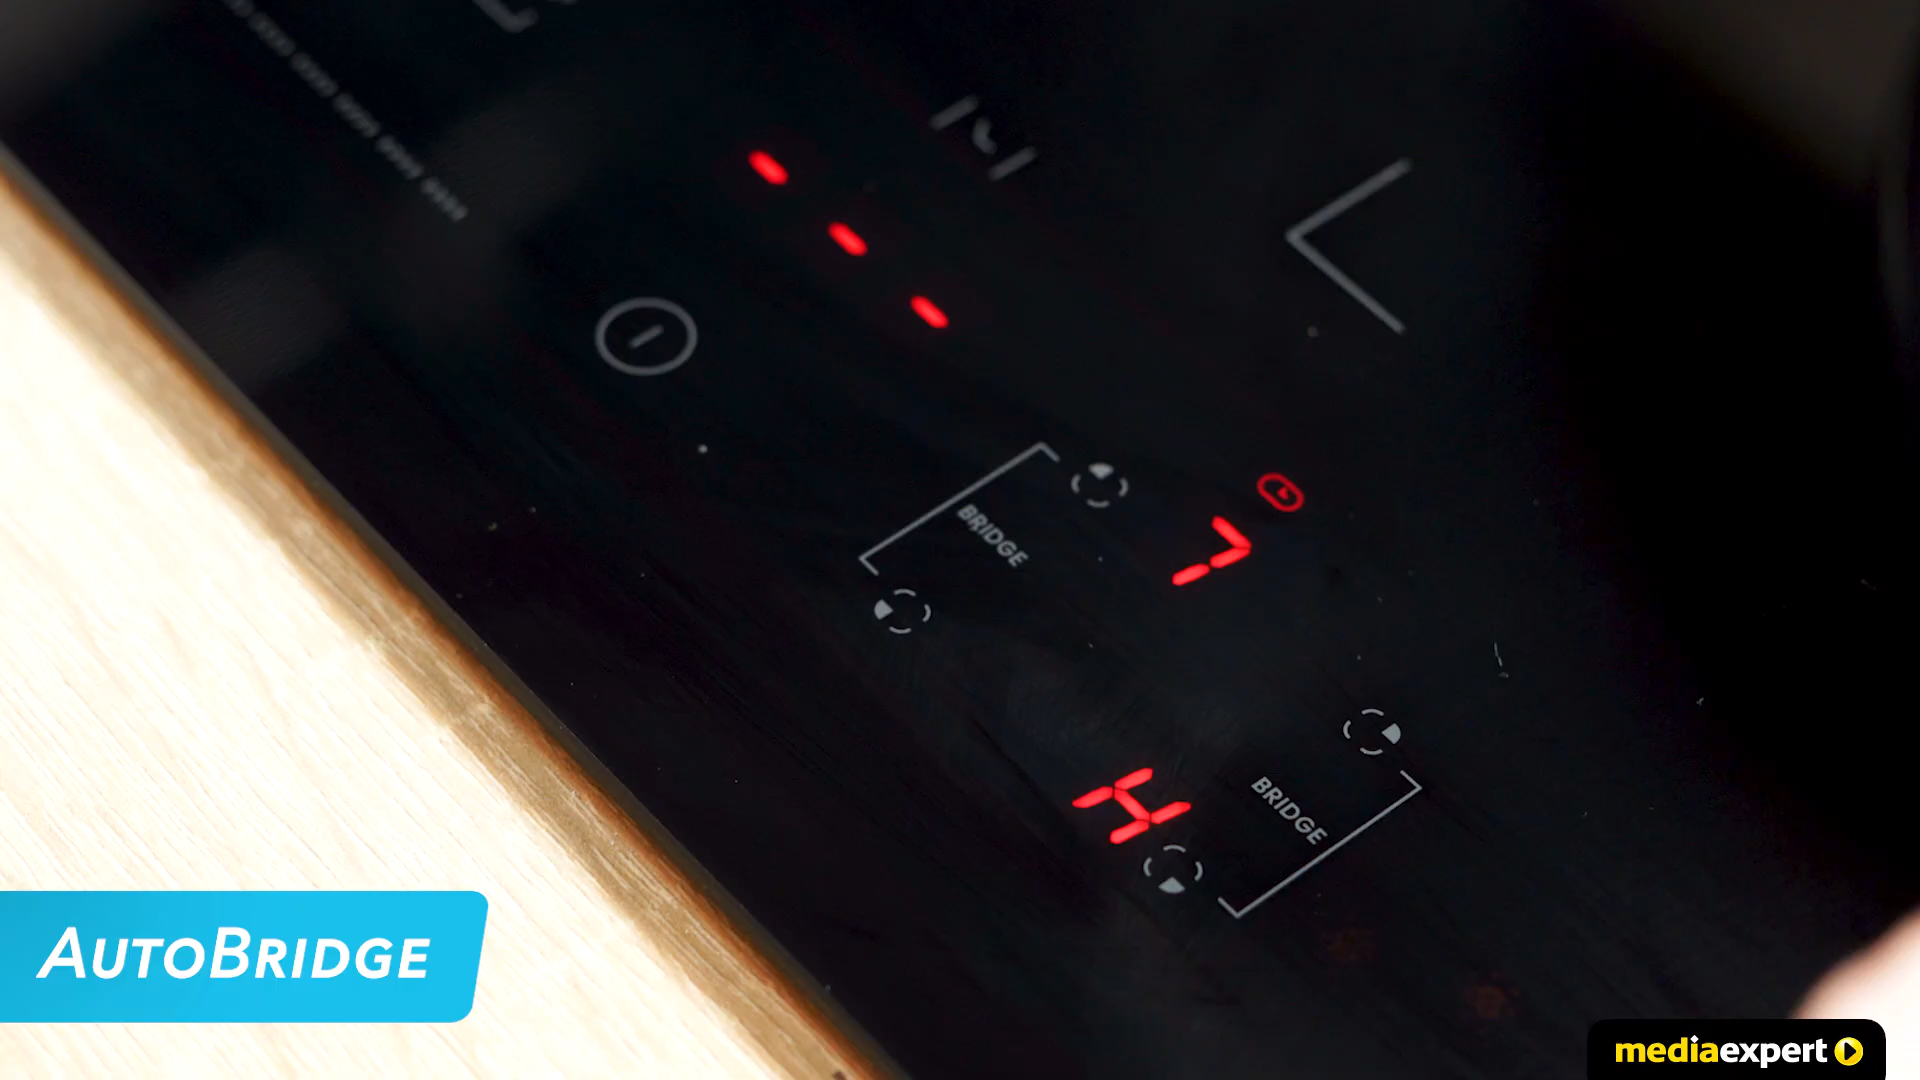 - - -
BRIDGE
7
H
BRIDGE
AUTOBRIDGE
mediaexpert